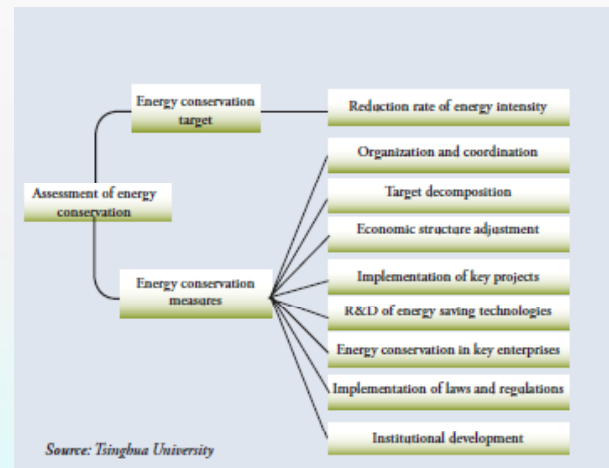 Energy conservation
target
Reduction rate of energy intensity
Organization and coordination
Assessment of energy
conservation
Target decomposition
Economic structure adjustment
Energy conservation
measures
Implementation of key projects
R&D of energy saving technologies
Energy conservation in key enterprises
Implementation of laws and regulations
Institutional development
Source: Tsinghua University